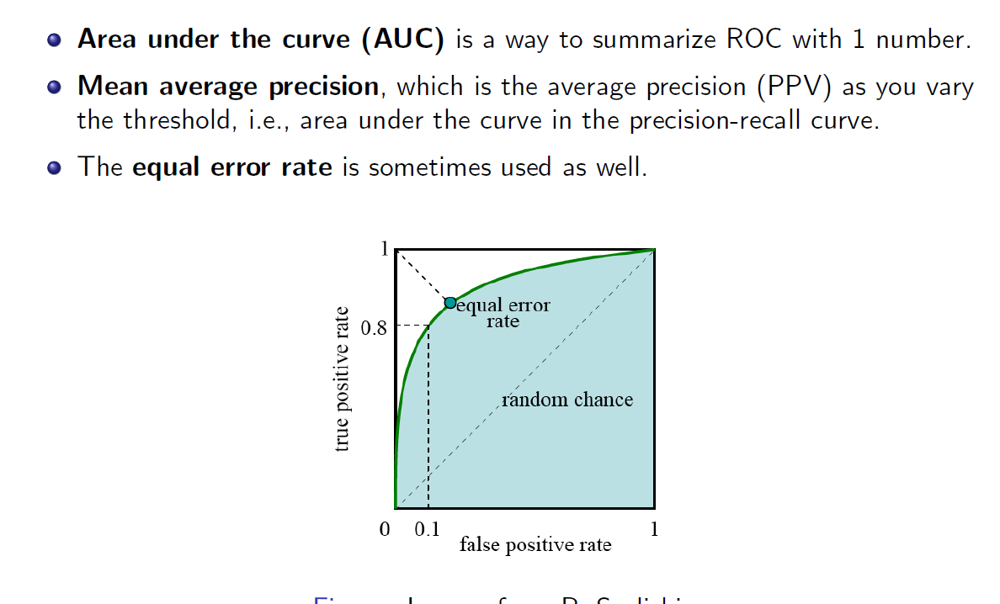 Area under the curve (AUC) is a way to summarize ROC with 1 number.
Mean average precision, which is the average precision (PPV) as you vary
the threshold, i.e., area under the curve in the precision-recall curve.
The equal error rate is sometimes used as well.
1
equal error
rate
0.8
true positive rate
random chance
0 0.1 1
false positive rate